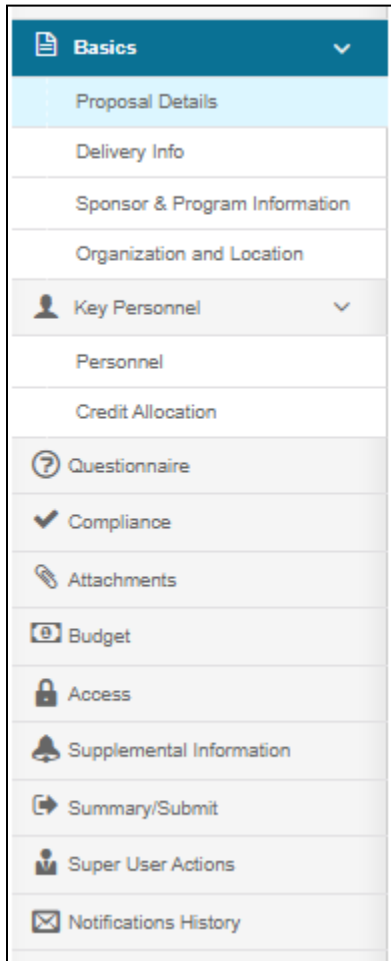 Basics
Proposal Details
Delivery Info
Sponsor & Program Information
Organization and Location
Key Personnel
Personnel
Credit Allocation
Questionnaire
Compliance
Attachments
Budget
Access
Supplemental Information
Summary/Submit
Super User Actions
Notifications History